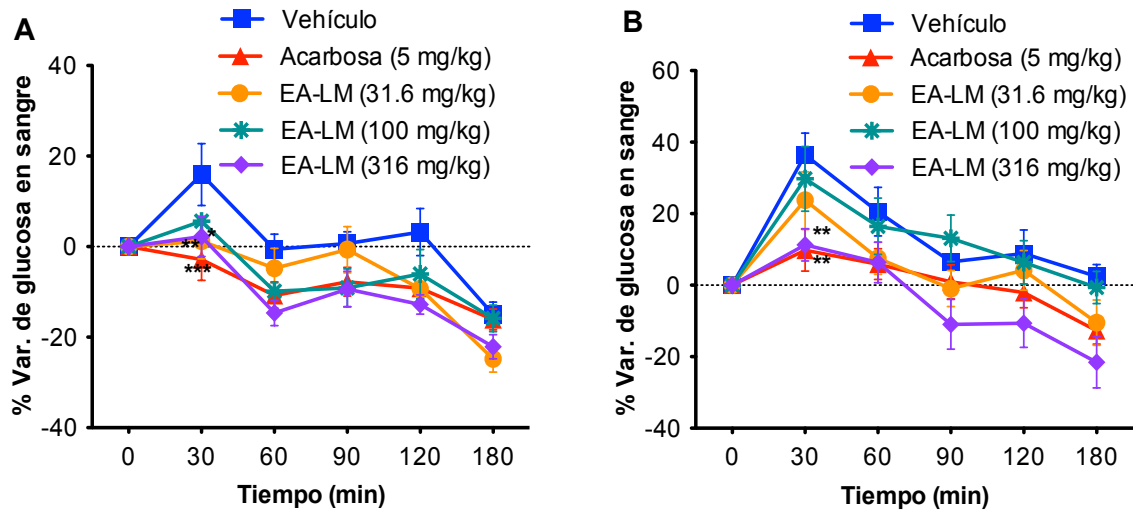 A
Vehículo
Acarbosa (5 mg/kg)
EA-LM (31.6 mg/kg)
EA-LM (100 mg/kg)
EA-LM (316 mg/kg)
% Var. de glucosa en sangre
40
20
0
-20
-40
** *
***
0 30 60 90 120 180
Tiempo (min)
B
Vehículo
Acarbosa (5 mg/kg)
EA-LM (31.6 mg/kg)
EA-LM (100 mg/kg)
EA-LM (316 mg/kg)
% Var. de glucosa en sangre
60
40
20
0
-20
-40
**
**
0 30 60 90 120 180
Tiempo (min)